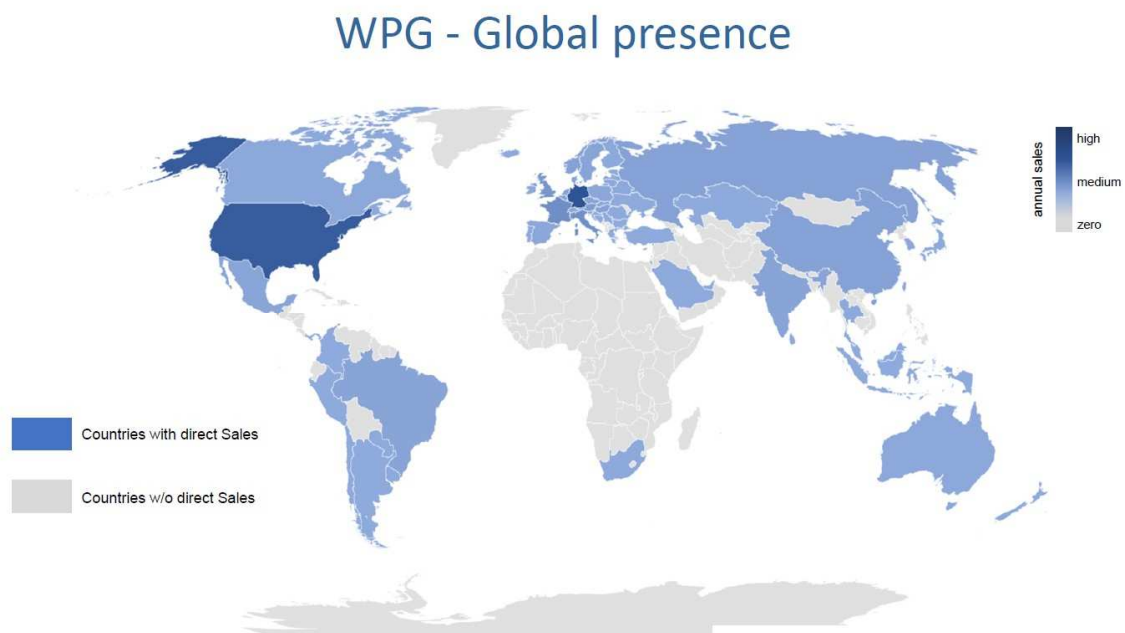 WPG - Global presence
annual sales
high
medium
zero
Countries with direct Sales
Countries w/o direct Sales